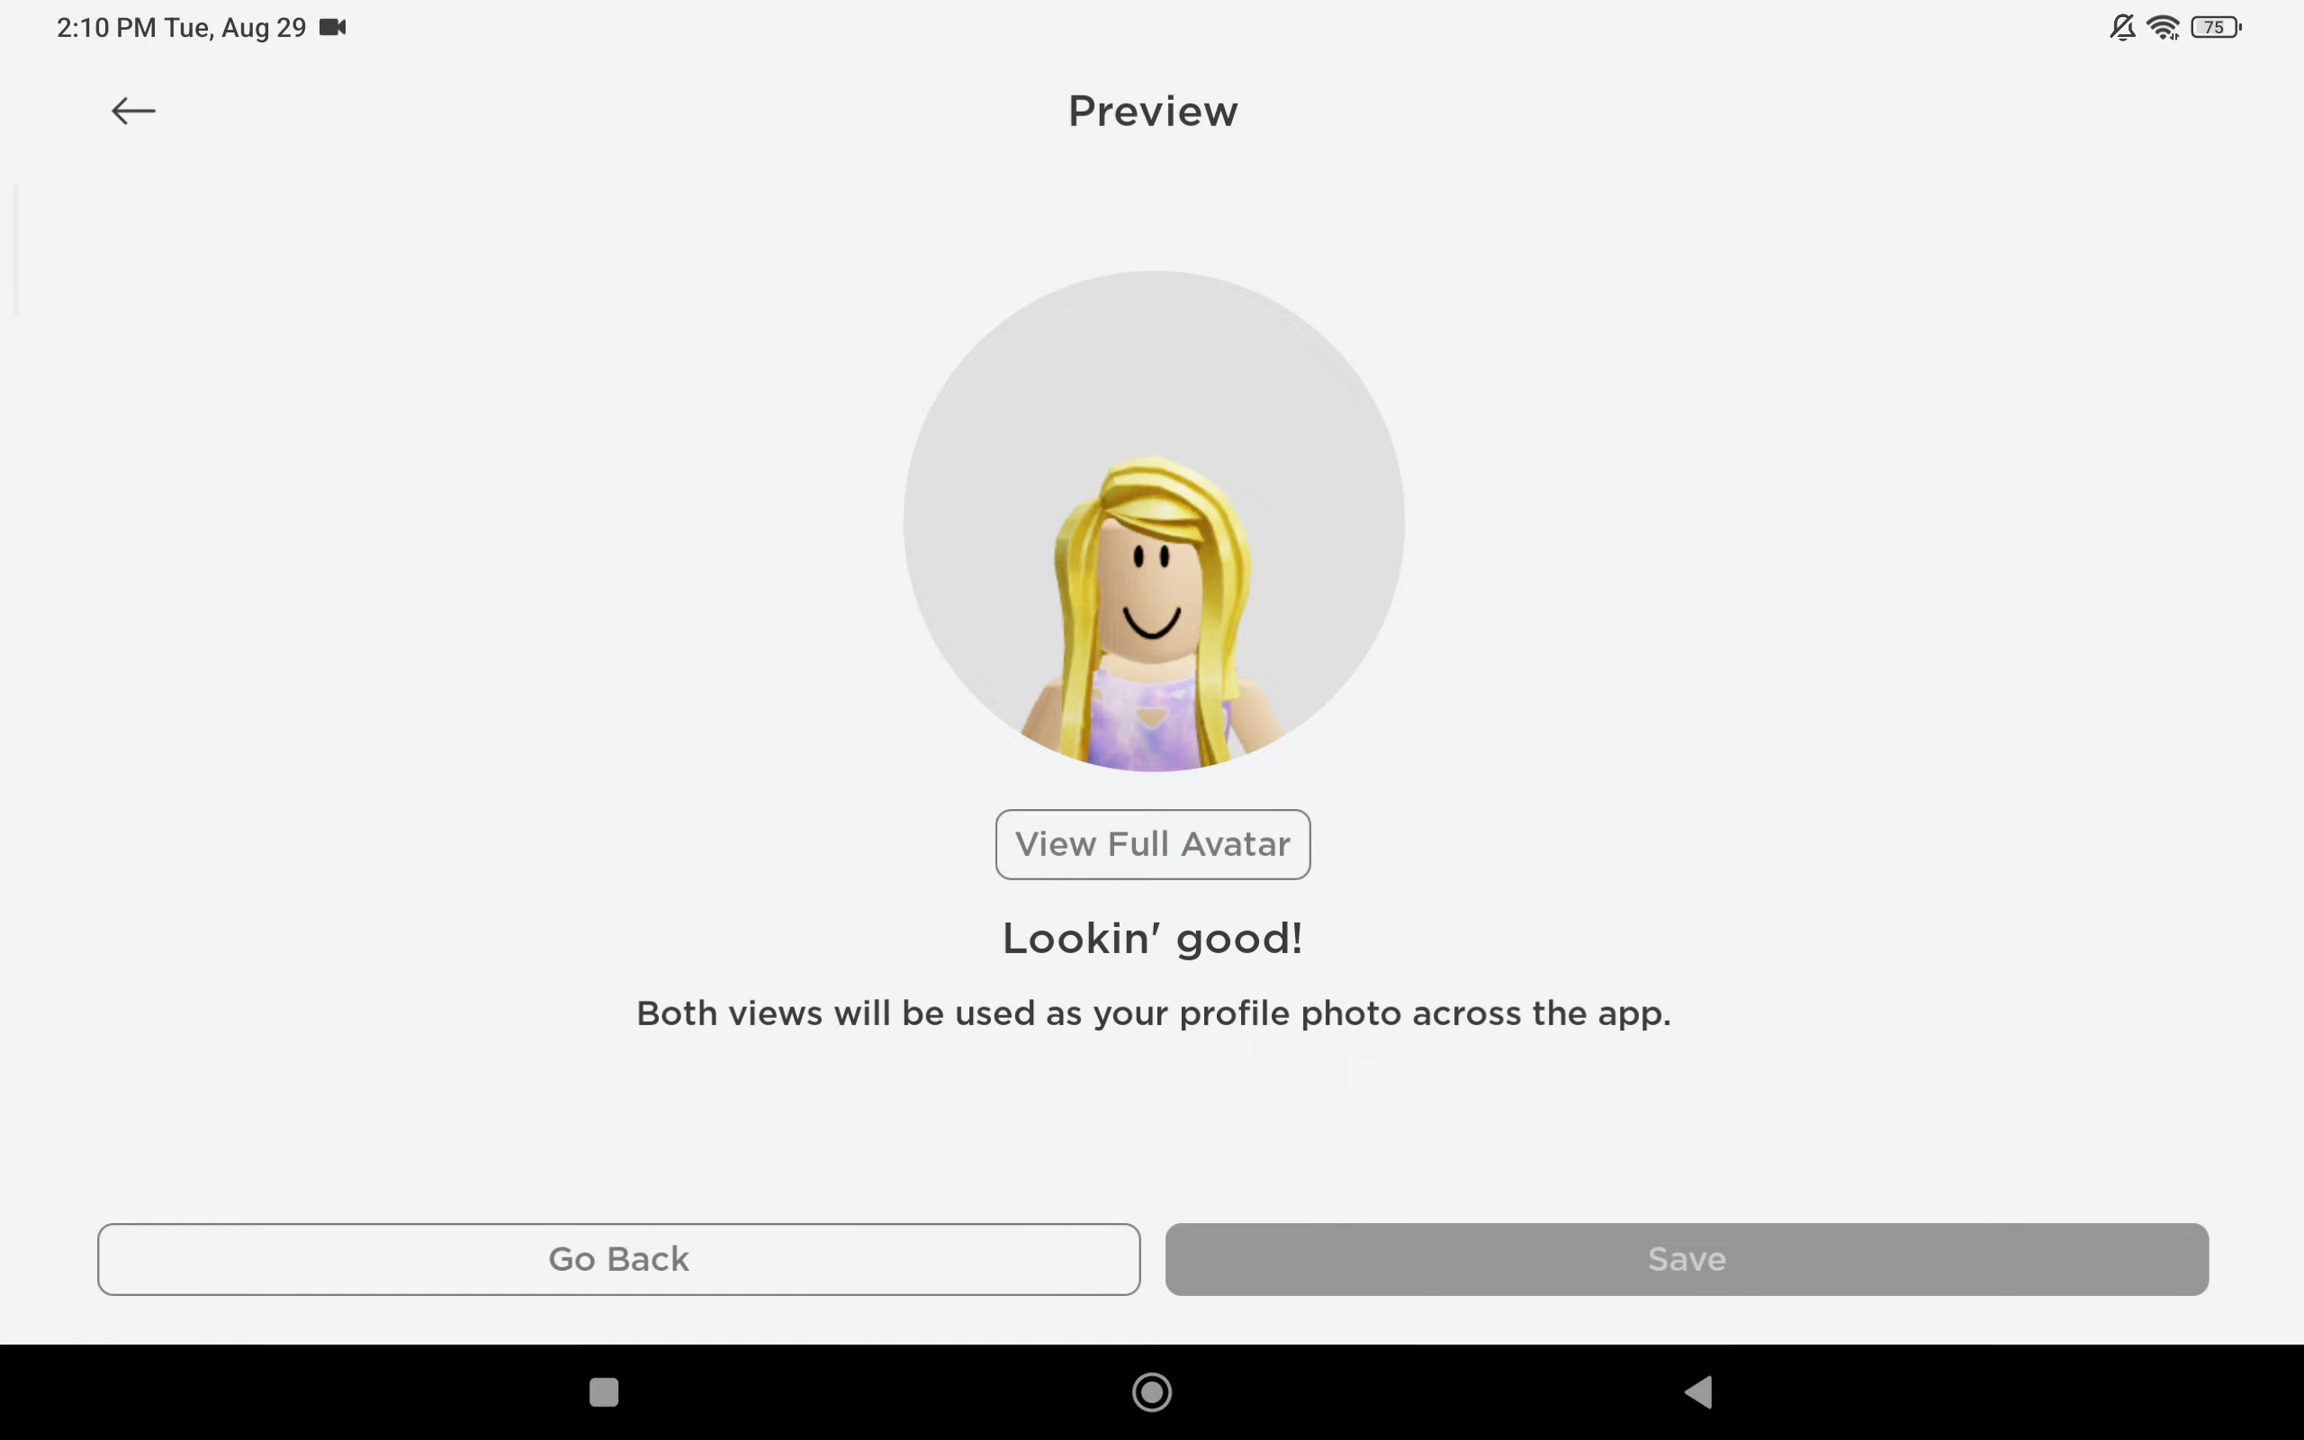 2:10 PM Tue, Aug 29
75
Preview
View Full Avatar
Lookin' good!
Both views will be used as your profile photo across the app.
Go Back
Save